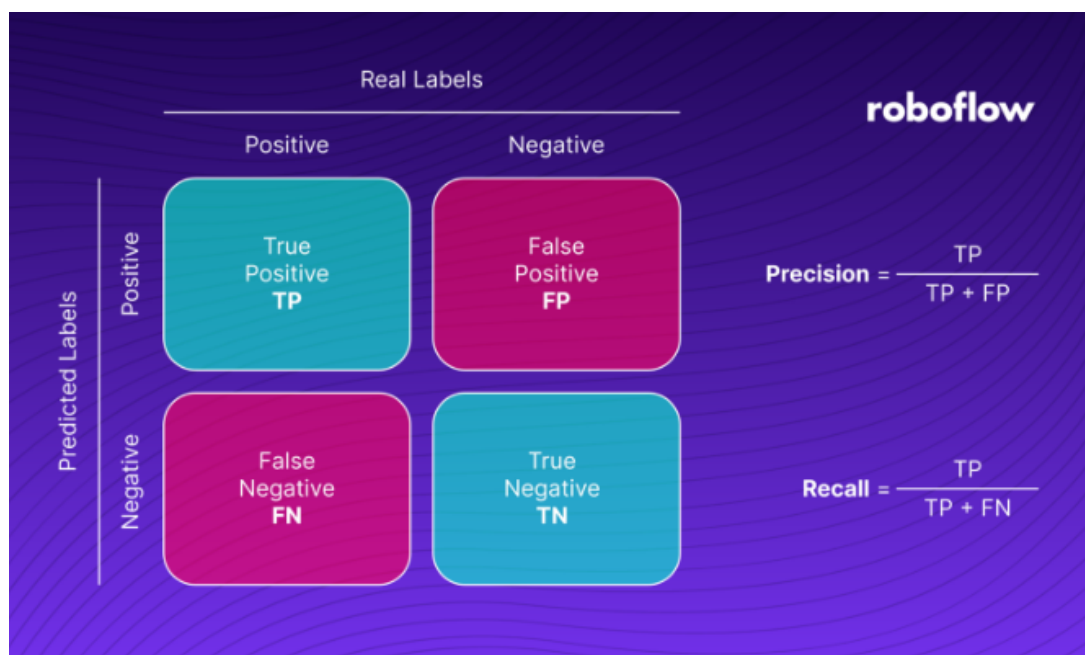 Real Labels
roboflow
Positive
Negative
Predicted Labels
Positive
True
Positive
TP
False
Positive
FP
Precision = TP / TP + FP
Negative
False
Negative
FN
True
Negative
TN
Recall = TP / TP + FN